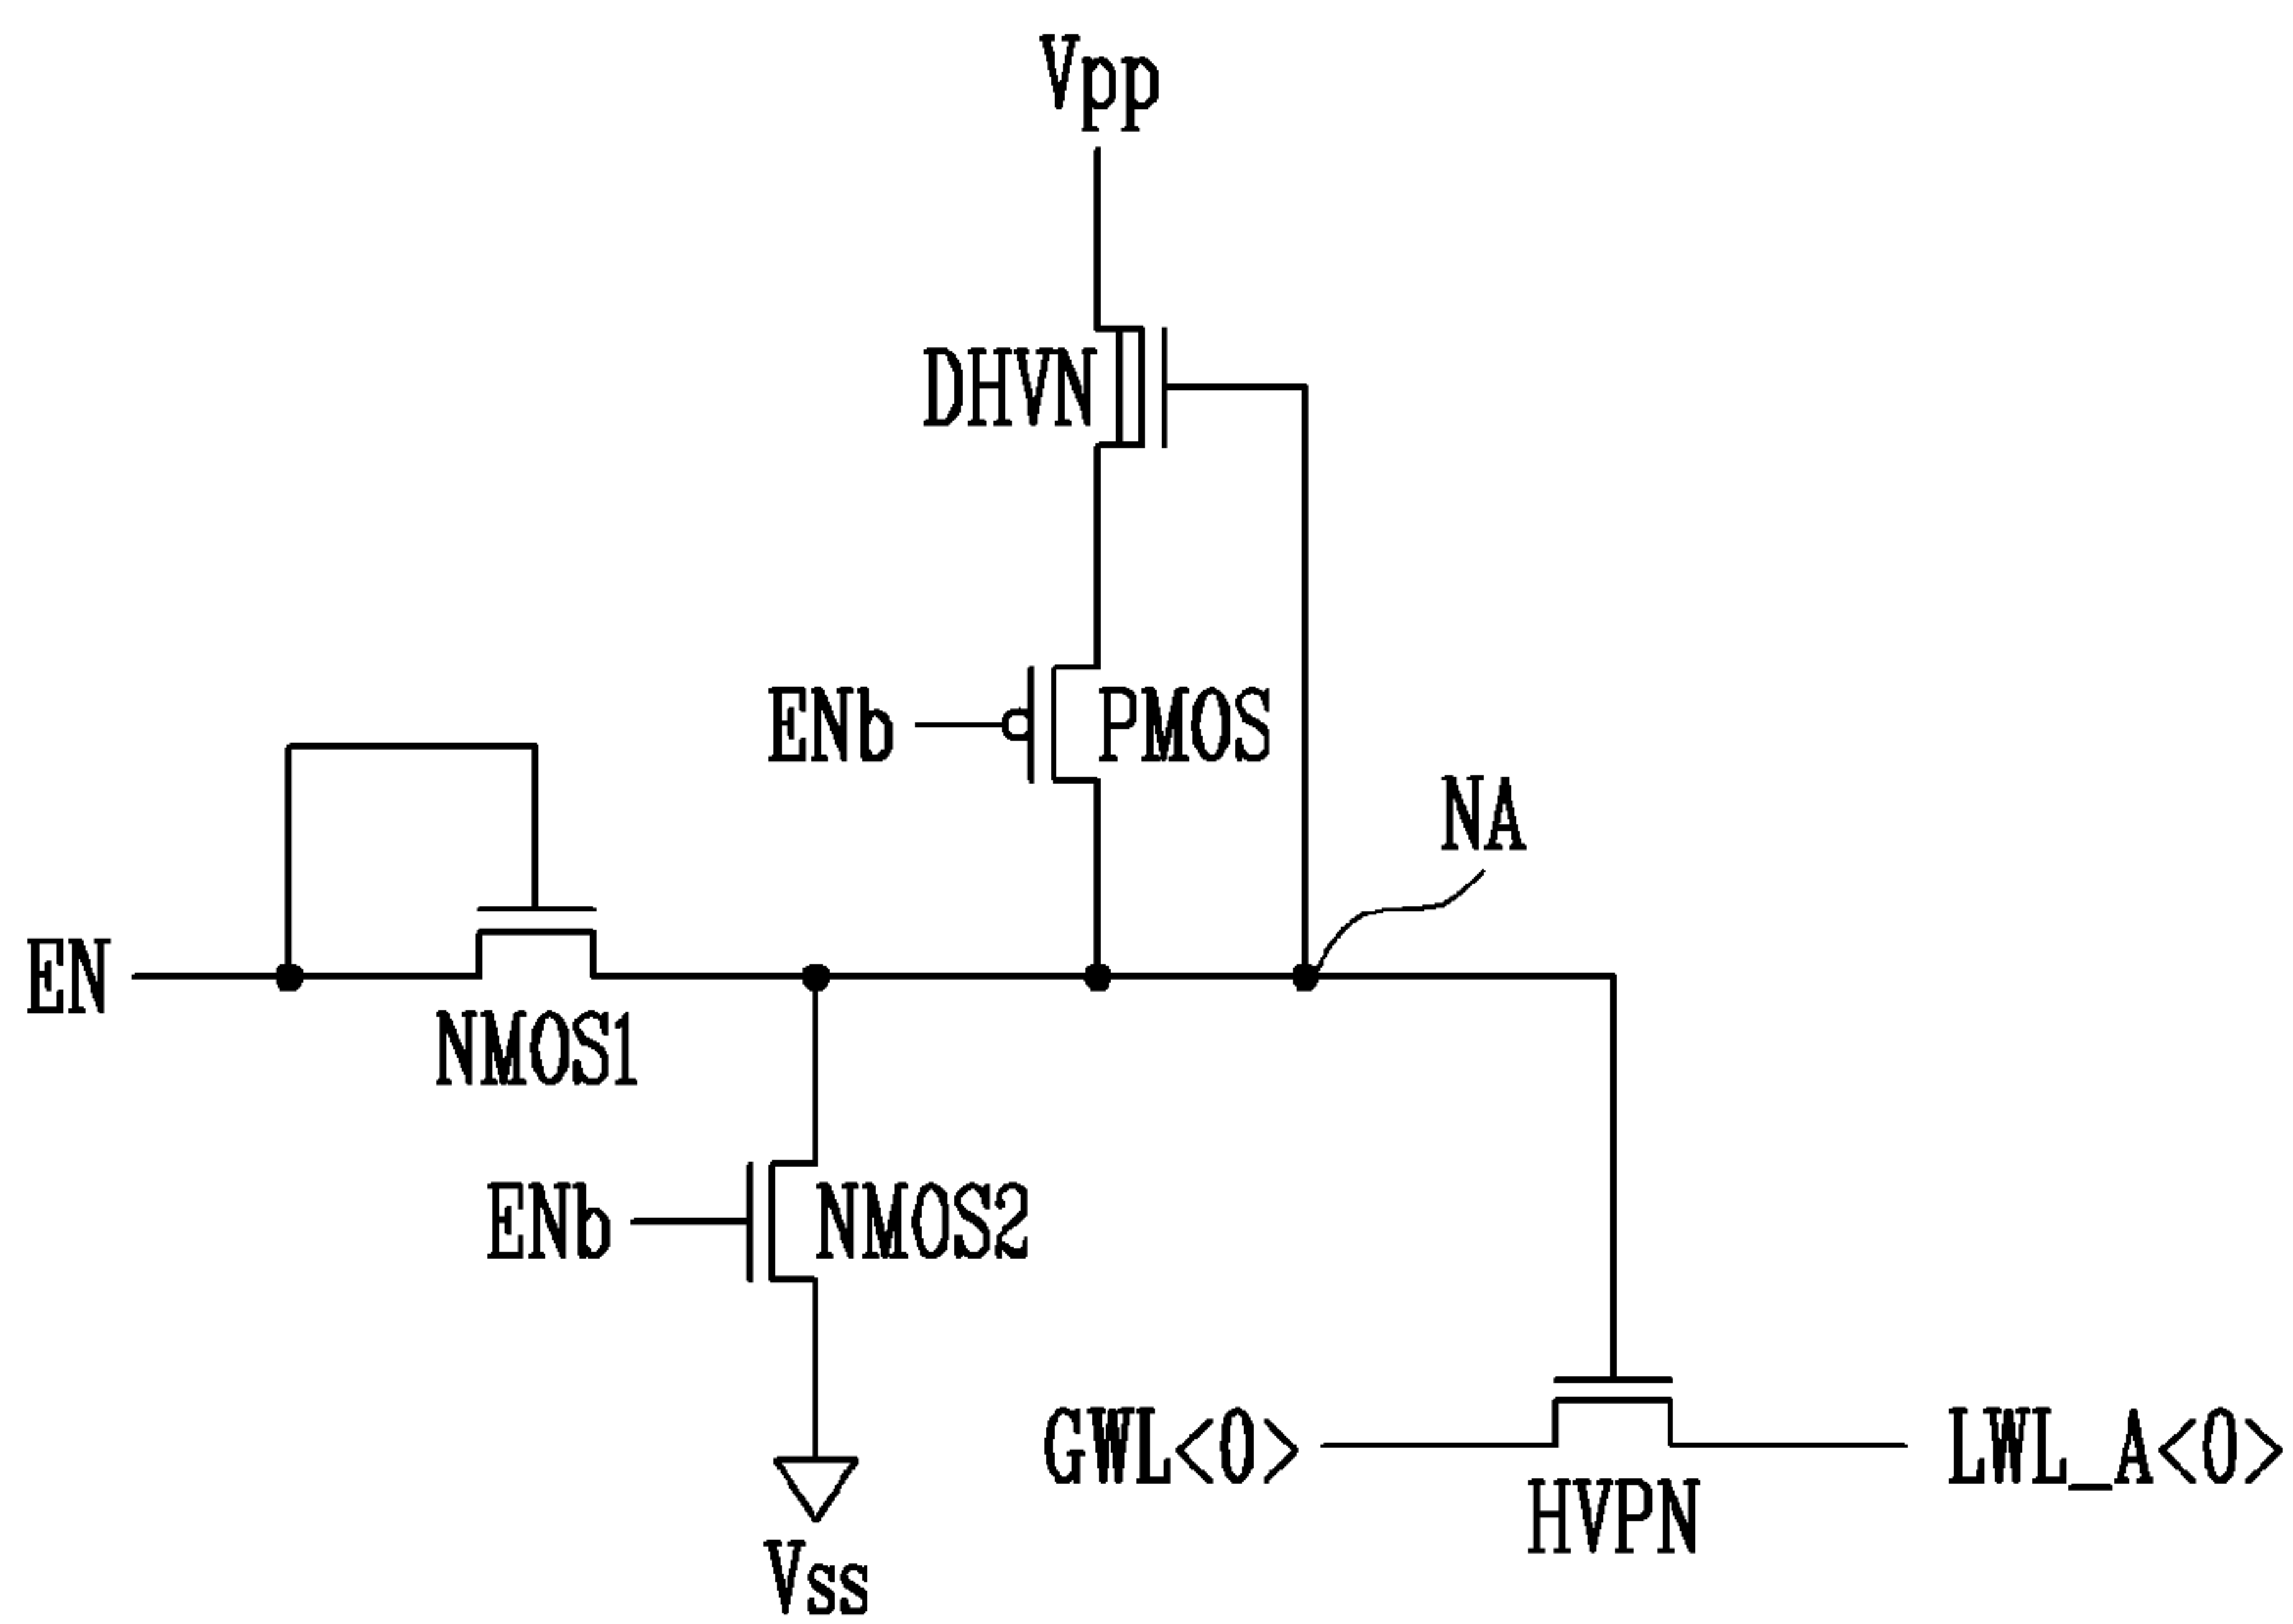 Vpp
DHVN
ENb
PMOS
NA
EN
NMOS1
ENb
NMOS2
GWL<0>
LWL_A<0>
HVPN
Vss